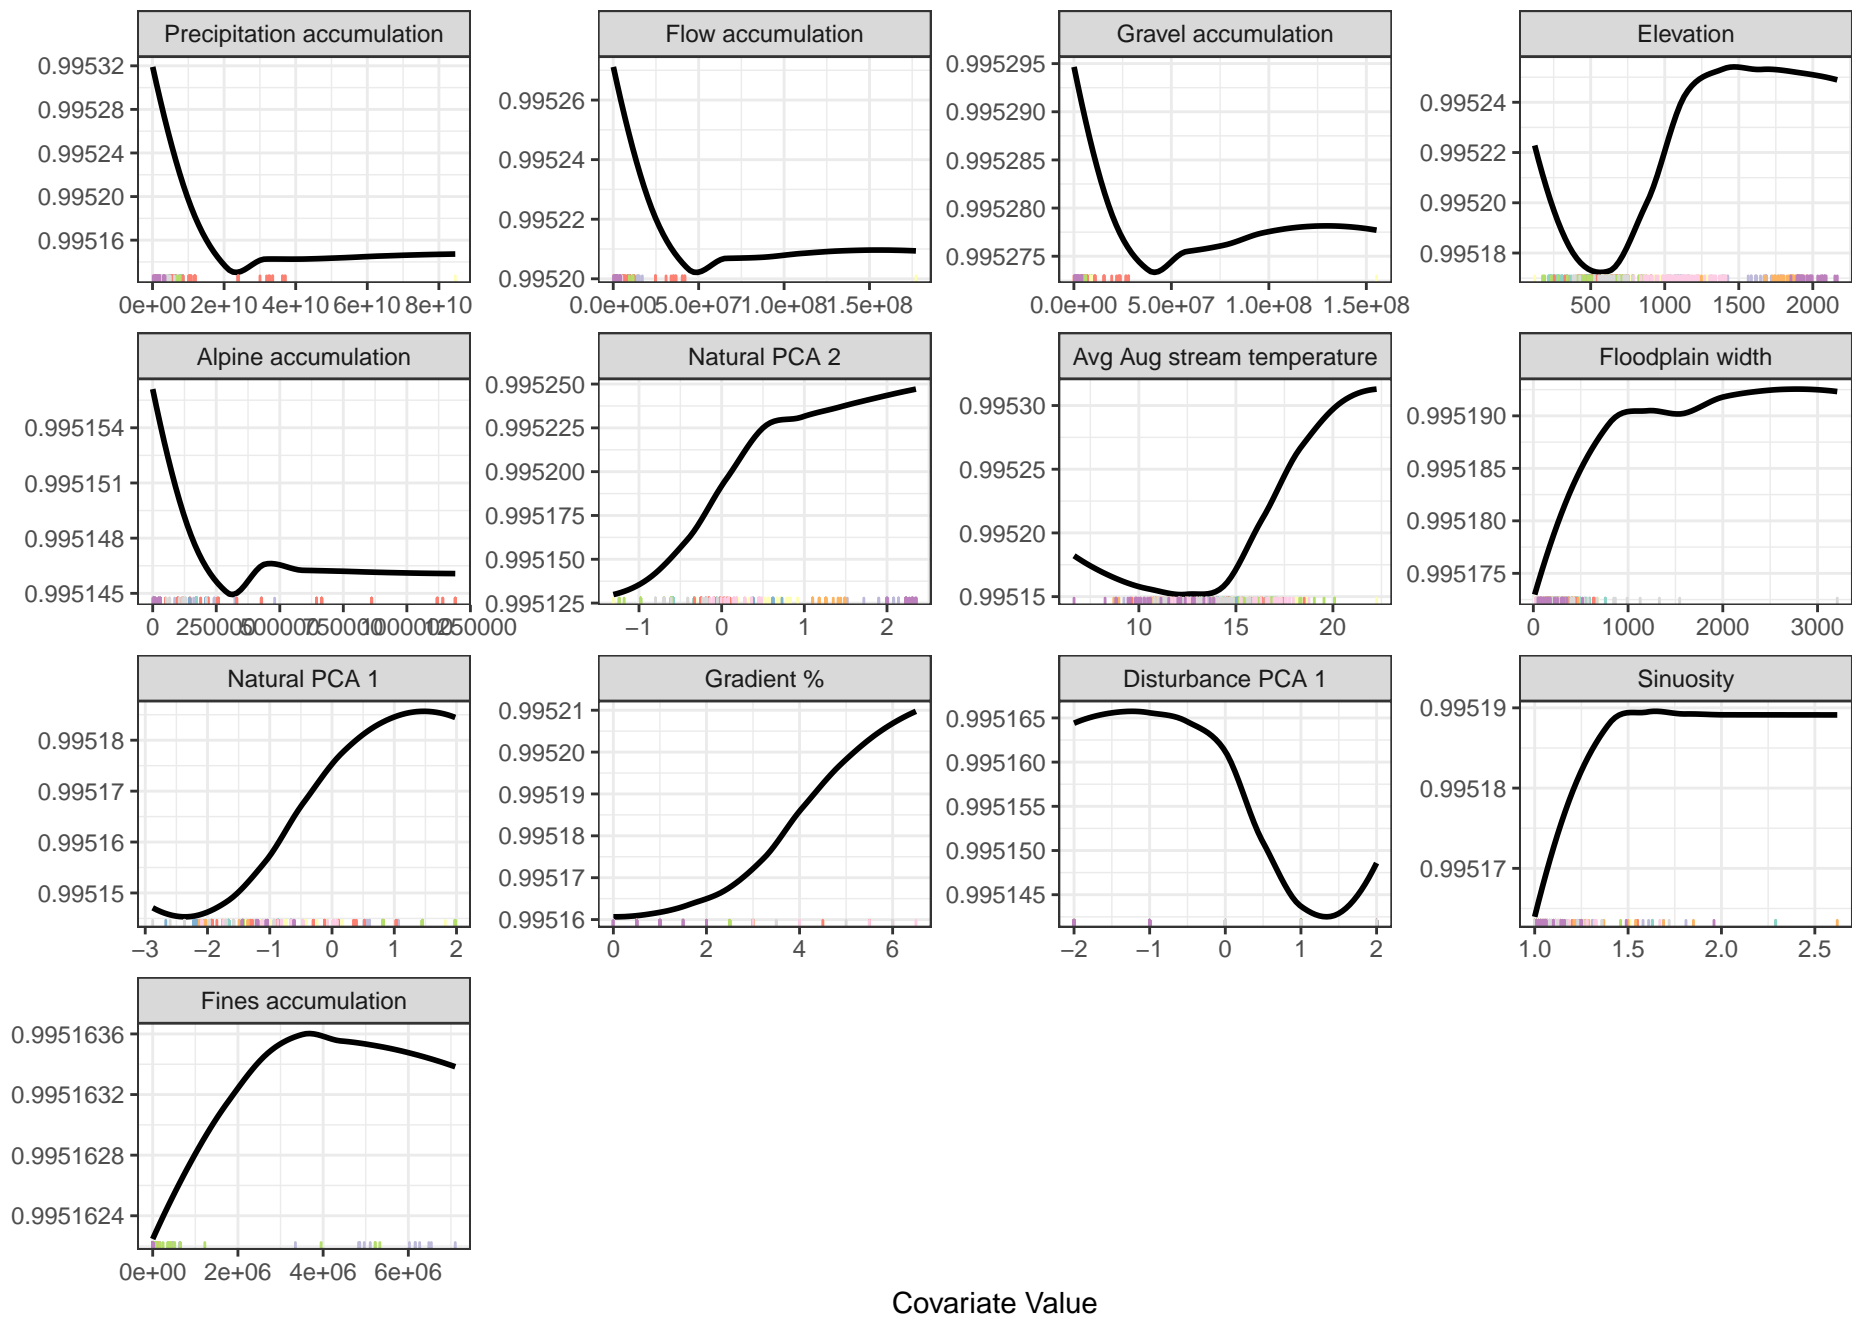 Precipitation accumulation
0.99532
0.99528
0.99524
0.99520
0.99516
0e+00 2e+10 4e+10 6e+10 8e+10
Flow accumulation
0.99526
0.99524
0.99522
0.99520
0.0e+00 5.0e+07 1.0e+08 1.5e+08
Gravel accumulation
0.995295
0.995290
0.995285
0.995280
0.995275
0.0e+00 5.0e+07 1.0e+08 1.5e+08
Elevation
0.99524
0.99522
0.99520
0.99518
500 1000 1500 2000
Alpine accumulation
0.995154
0.995151
0.995148
0.995145
0 250000 500000 750000 1000000 1250000
Natural PCA 2
0.995250
0.995225
0.995200
0.995175
0.995150
0.995125
−1 0 1 2
Avg Aug stream temperature
0.99530
0.99525
0.99520
0.99515
10 15 20
Floodplain width
0.995190
0.995185
0.995180
0.995175
0 1000 2000 3000
Natural PCA 1
0.99518
0.99517
0.99516
0.99515
−3 −2 −1 0 1 2
Gradient %
0.99521
0.99520
0.99519
0.99518
0.99517
0.99516
0 2 4 6
Disturbance PCA 1
0.995165
0.995160
0.995155
0.995150
0.995145
−2 −1 0 1 2
Sinuosity
0.99519
0.99518
0.99517
1.0 1.5 2.0 2.5
Fines accumulation
0.9951636
0.9951632
0.9951628
0.9951624
0e+00 2e+06 4e+06 6e+06
Covariate Value